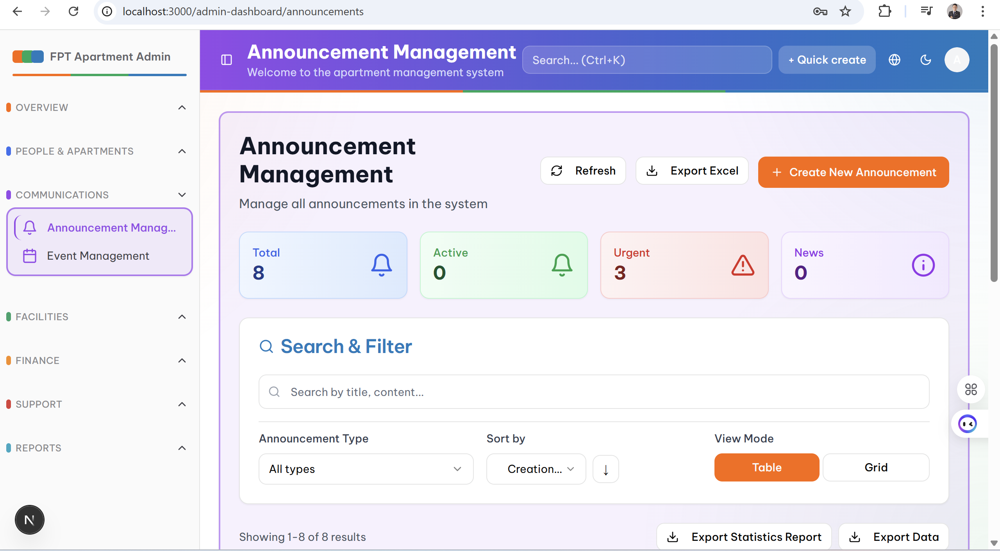 localhost:3000/admin-dashboard/announcements
FPT Apartment Admin
OVERVIEW
PEOPLE & APARTMENTS
COMMUNICATIONS
Announcement Manag...
Event Management
FACILITIES
FINANCE
SUPPORT
REPORTS
N
Announcement Management
Welcome to the apartment management system
Search... (Ctrl+K)
+ Quick create
A
Announcement
Management
Manage all announcements in the system
Refresh
Export Excel
+ Create New Announcement
Total
8
Active
0
Urgent
3
News
0
Search & Filter
Search by title, content...
Announcement Type
All types
Sort by
Creation...
↓
View Mode
Table
Grid
Showing 1-8 of 8 results
Export Statistics Report
Export Data